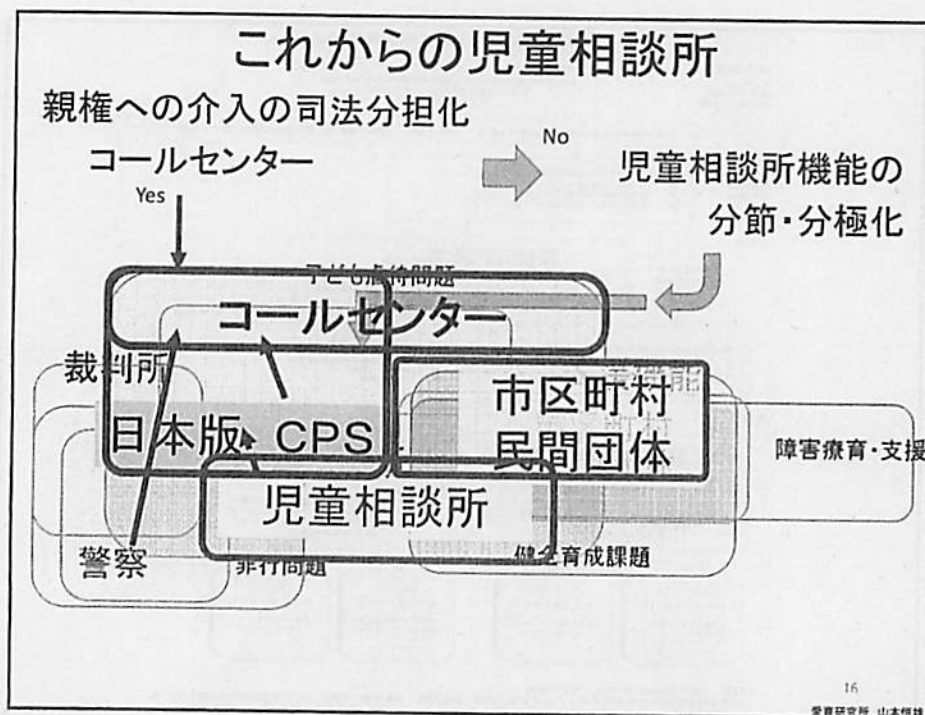 これからの児童相談所
親権への介入の司法分担化
コールセンター
No
Yes
児童相談所機能の
分節・分極化
子ども虐待問題
コールセンター
裁判所
市区町村
民間団体
日本版 CPS
障害療育・支援
児童相談所
警察
非行問題
健全育成課題
16
愛育研究所 山本恒雄